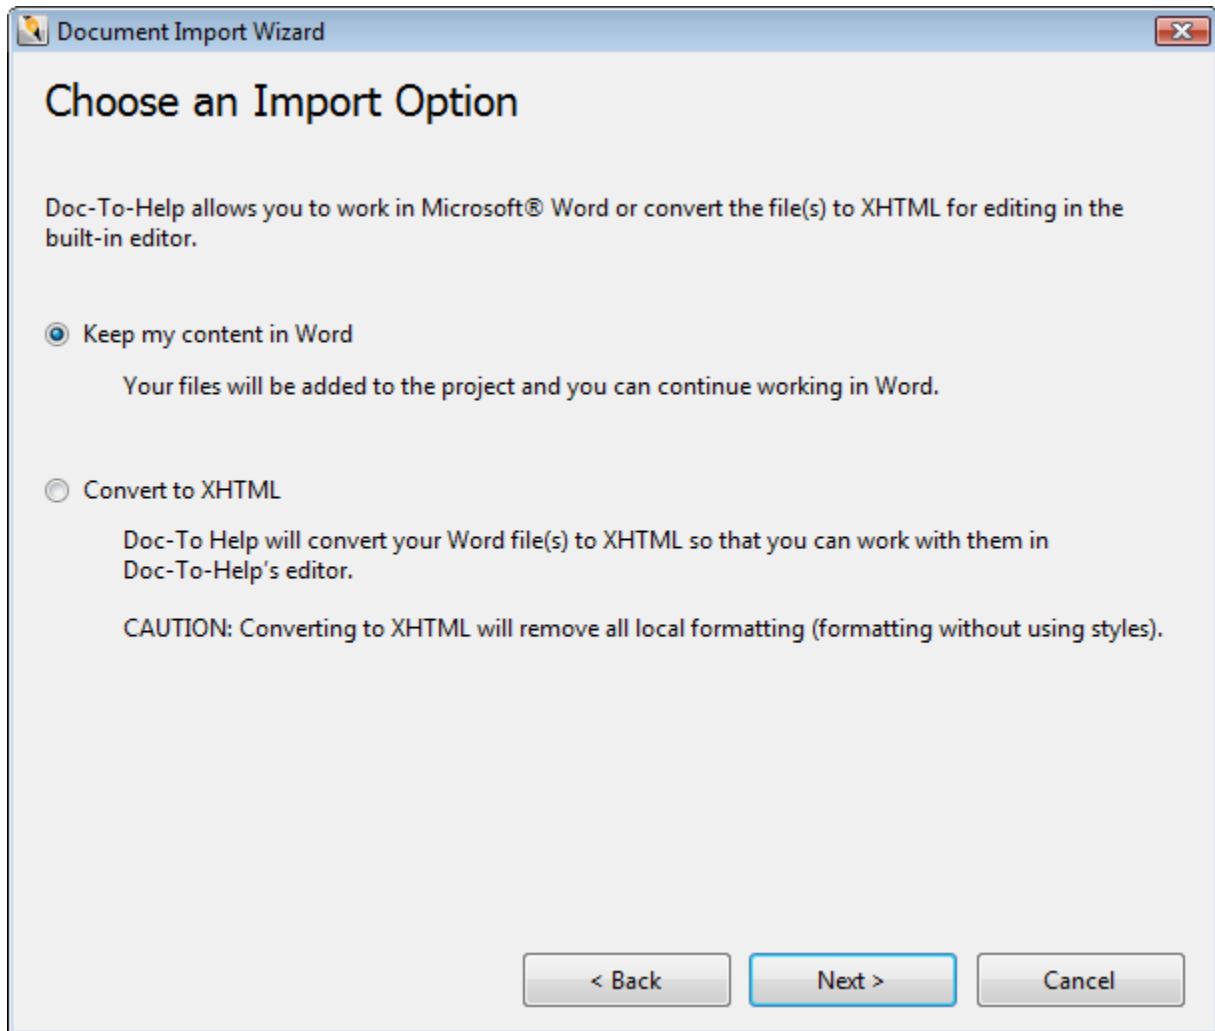 Document Import Wizard
Choose an Import Option
Doc-To-Help allows you to work in Microsoft® Word or convert the file(s) to XHTML for editing in the
built-in editor.
Keep my content in Word
Your files will be added to the project and you can continue working in Word.
Convert to XHTML
Doc-To Help will convert your Word file(s) to XHTML so that you can work with them in
Doc-To-Help's editor.
CAUTION: Converting to XHTML will remove all local formatting (formatting without using styles).
< Back
Next >
Cancel